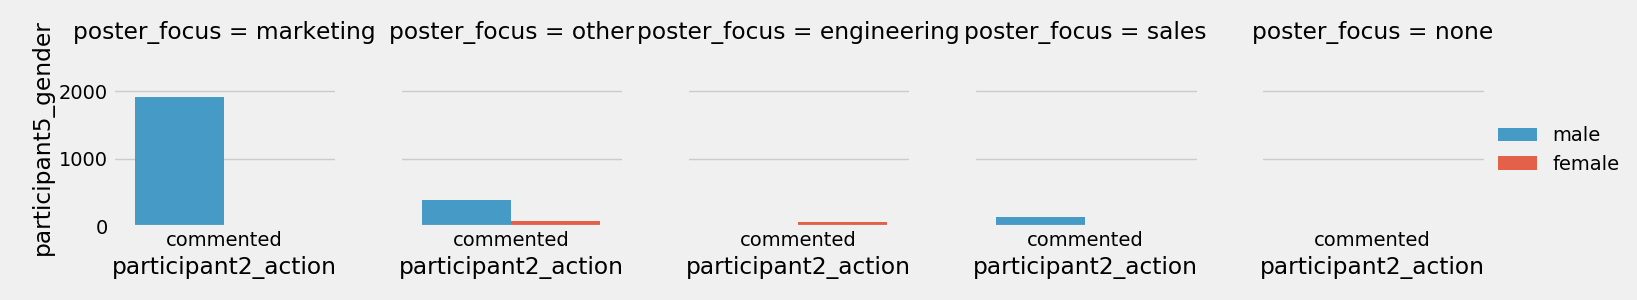 poster_focus = marketing
poster_focus = other
poster_focus = engineering
poster_focus = sales
poster_focus = none
participant5_gender
2000
1000
0
commented
commented
commented
commented
commented
participant2_action
participant2_action
participant2_action
participant2_action
participant2_action
male
female